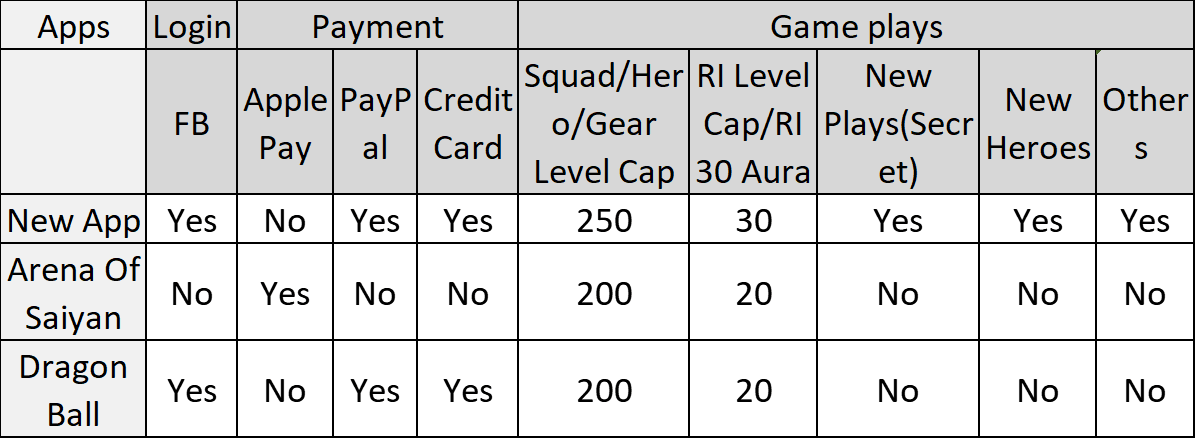 Apps Login Payment Game plays
FB Apple Pay PayPal Credit Card Squad/Hero/Gear Level Cap RI Level Cap/RI 30 Aura New Plays(Secret) New Heroes Others
New App Yes No Yes Yes 250 30 Yes Yes Yes
Arena Of Saiyan No Yes No No 200 20 No No No
Dragon Ball Yes No Yes Yes 200 20 No No No